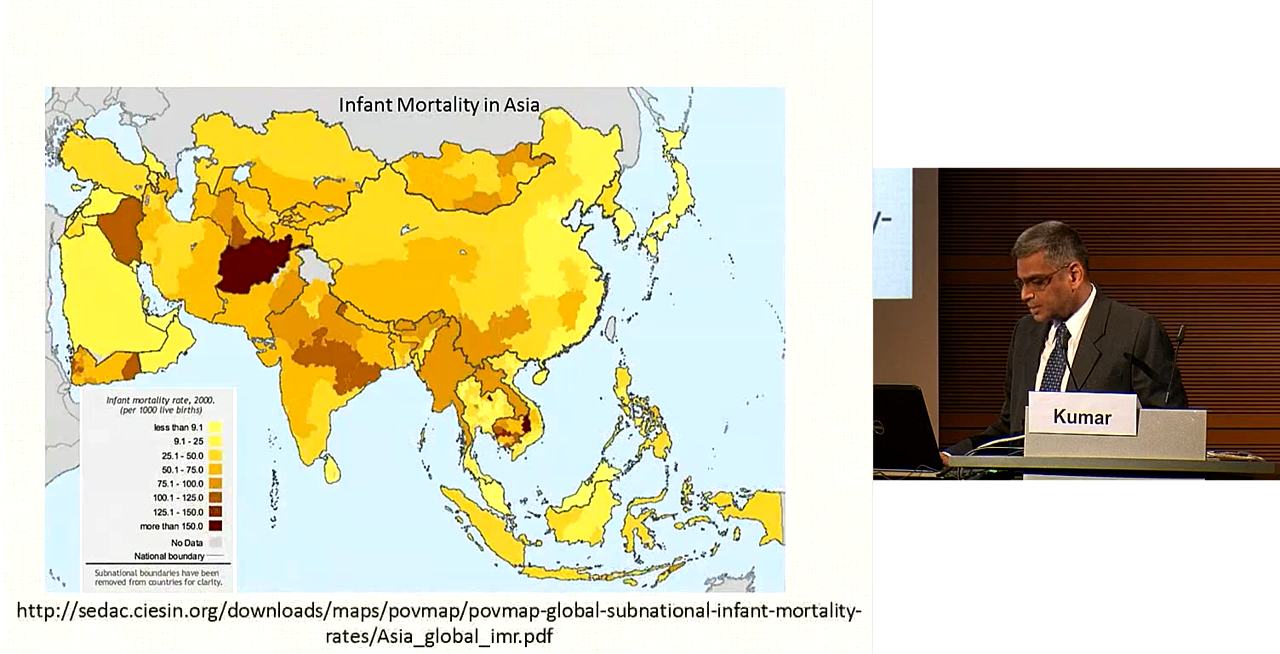 Infant Mortality in Asia
Infant mortality rate, 2000.
(per 1000 live births)
less than 9.1
9.1 - 25
25.1 - 50.0
50.1 - 75.0
75.1 - 100.0
100.1 - 125.0
125.1 - 150.0
more than 150.0
No Data
National boundary
Subnational boundaries have been
removed from countries for clarity.
http://sedac.ciesin.org/downloads/maps/povmap/povmap-global-subnational-infant-mortality-
rates/Asia_global_imr.pdf
y-
Kumar